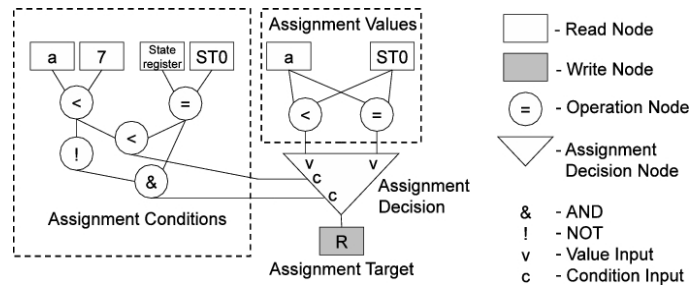 Assignment Values
a 7 State register ST0 a ST0
< = < =
< !
&
v v
c
c
Assignment Conditions
Assignment Decision
R
Assignment Target
- Read Node
- Write Node
= - Operation Node
- Assignment Decision Node
& - AND
! - NOT
v - Value Input
c - Condition Input